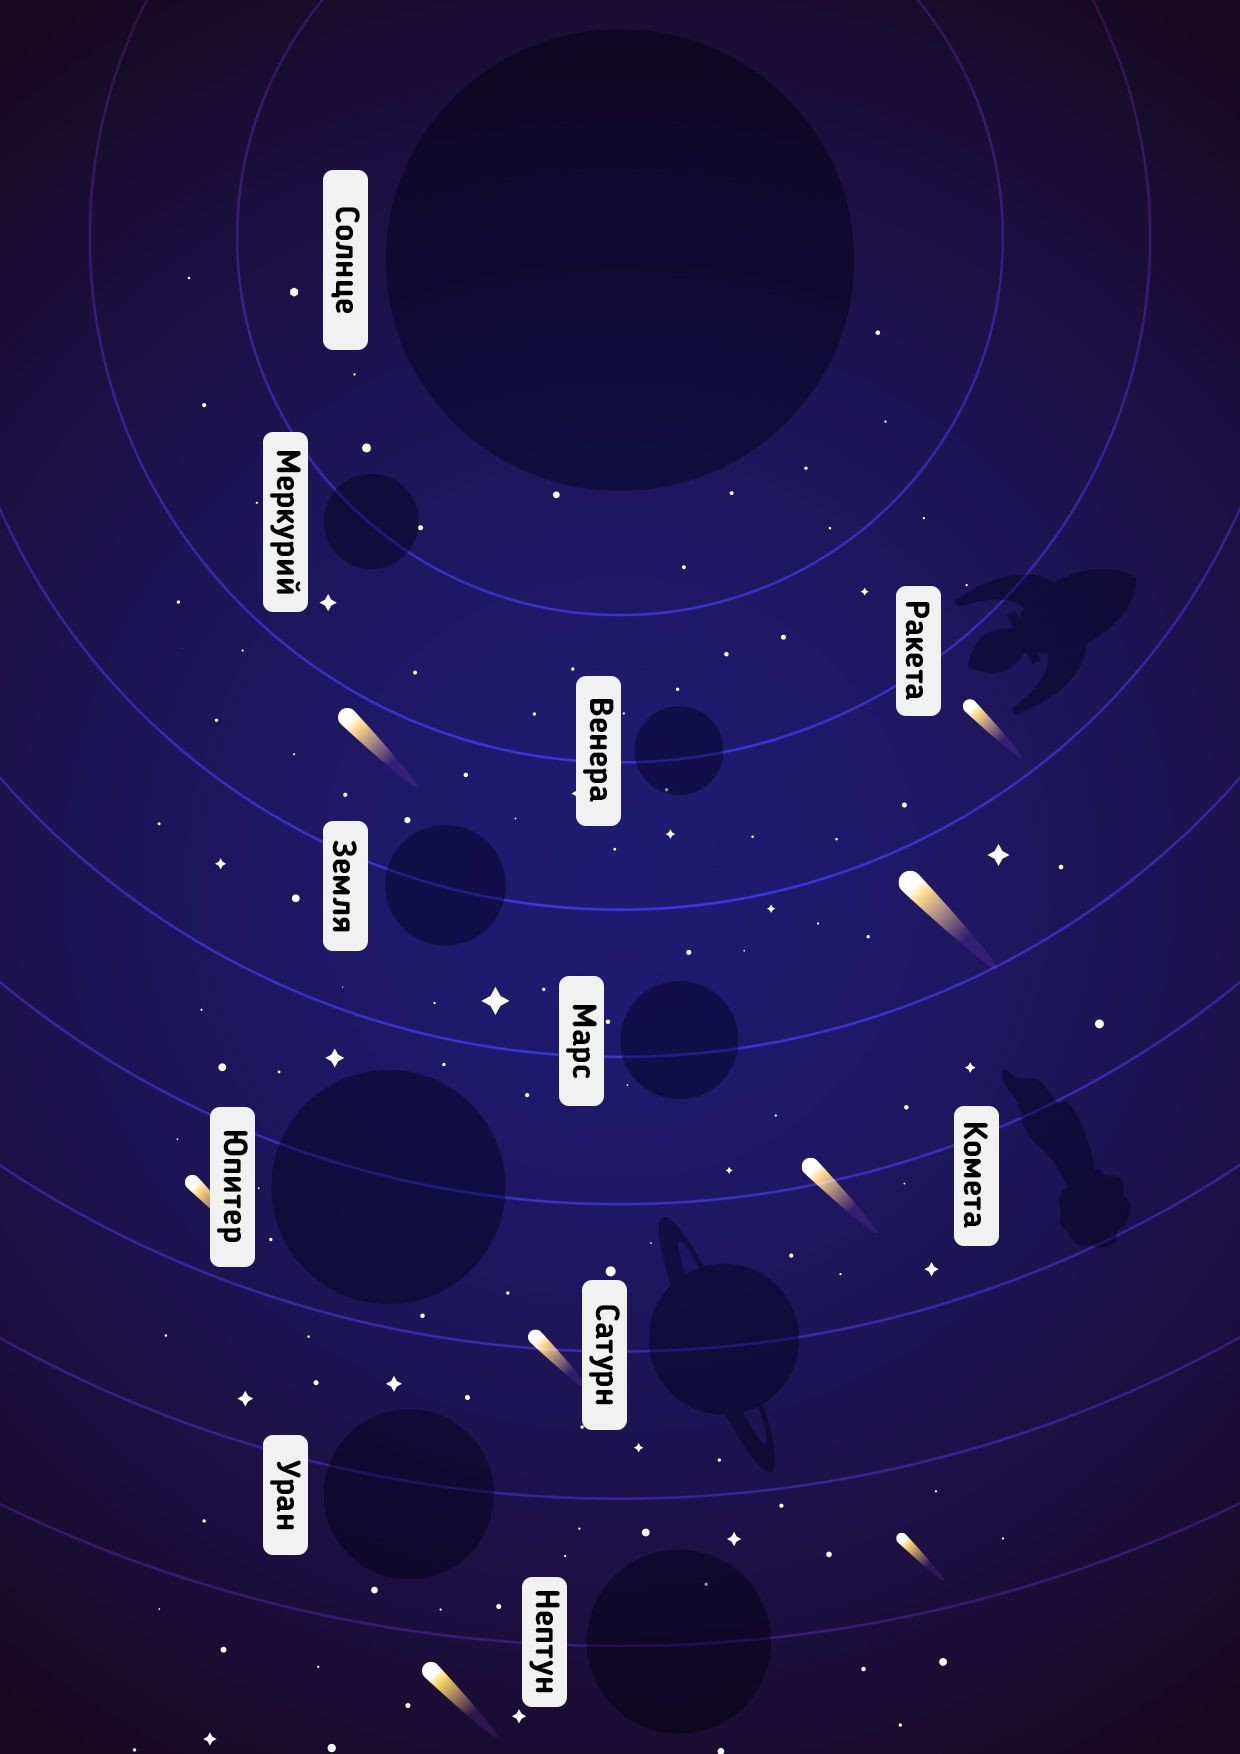 Солнце
Меркурий
Ракета
Венера
Земля
Марс
Комета
Юпитер
Сатурн
Уран
Нептун